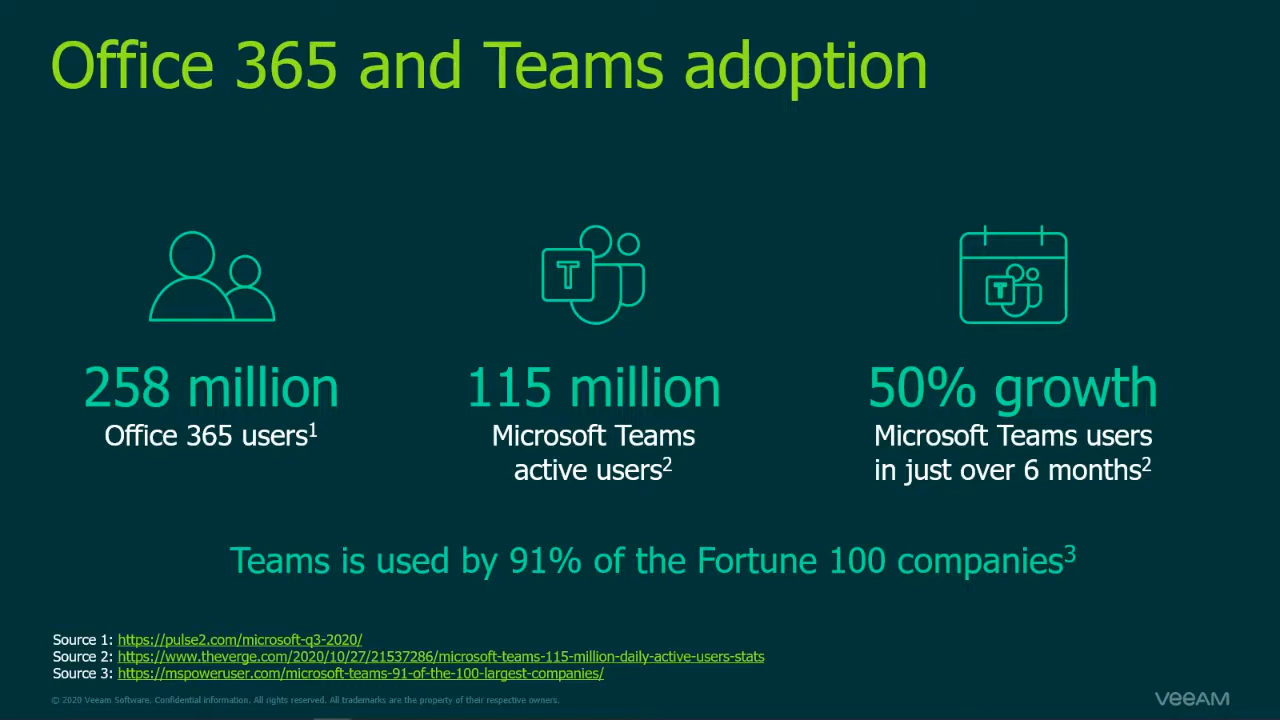 Office 365 and Teams adoption
T
T
258 million
Office 365 users¹
115 million
Microsoft Teams
active users²
50% growth
Microsoft Teams users
in just over 6 months²
Teams is used by 91% of the Fortune 100 companies³
Source 1: https://pulse2.com/microsoft-q3-2020/
Source 2: https://www.theverge.com/2020/10/27/21537286/microsoft-teams-115-million-daily-active-users-stats
Source 3: https://mspoweruser.com/microsoft-teams-91-of-the-100-largest-companies/
© 2020 Veeam Software. Confidential information. All rights reserved. All trademarks are the property of their respective owners.
VEEAM